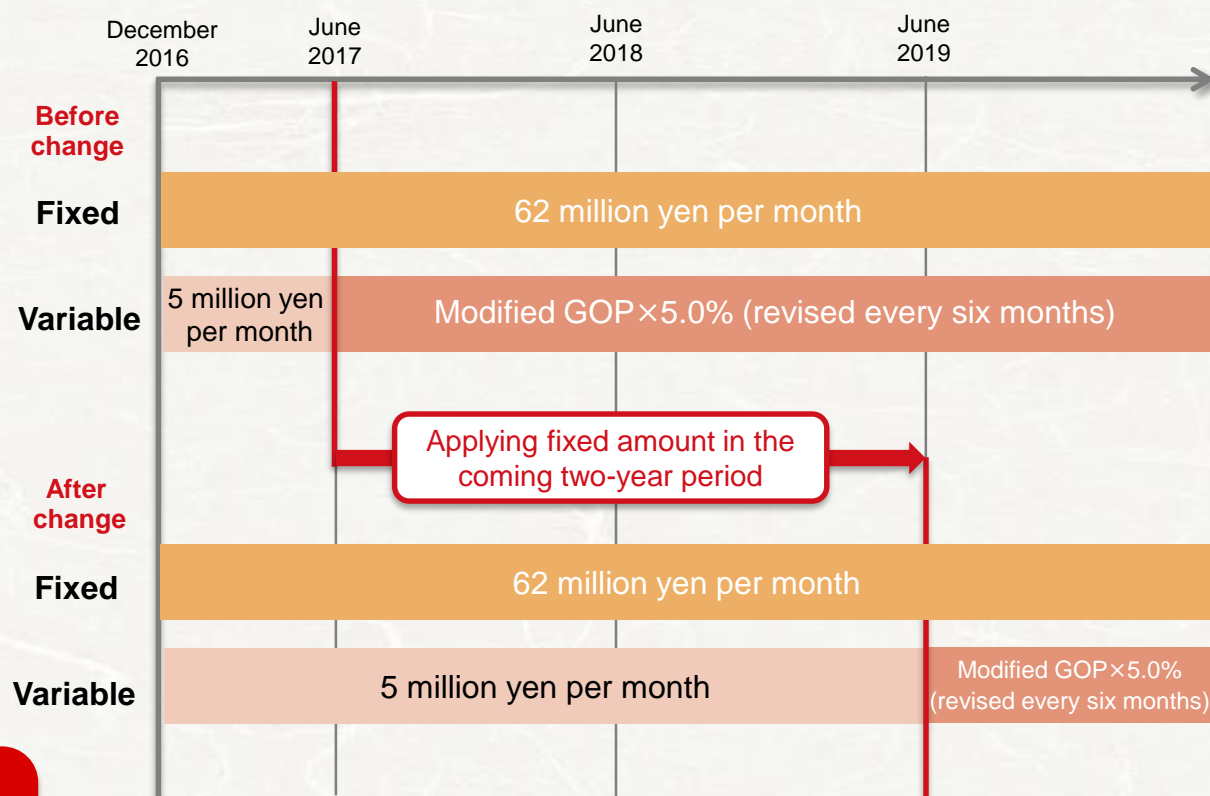 December
2016
June
2017
June
2018
June
2019
Before
change
Fixed
62 million yen per month
Variable
5 million yen
per month
Modified GOP×5.0% (revised every six months)
Applying fixed amount in the
coming two-year period
After
change
Fixed
62 million yen per month
Variable
5 million yen per month
Modified GOP×5.0%
(revised every six months)